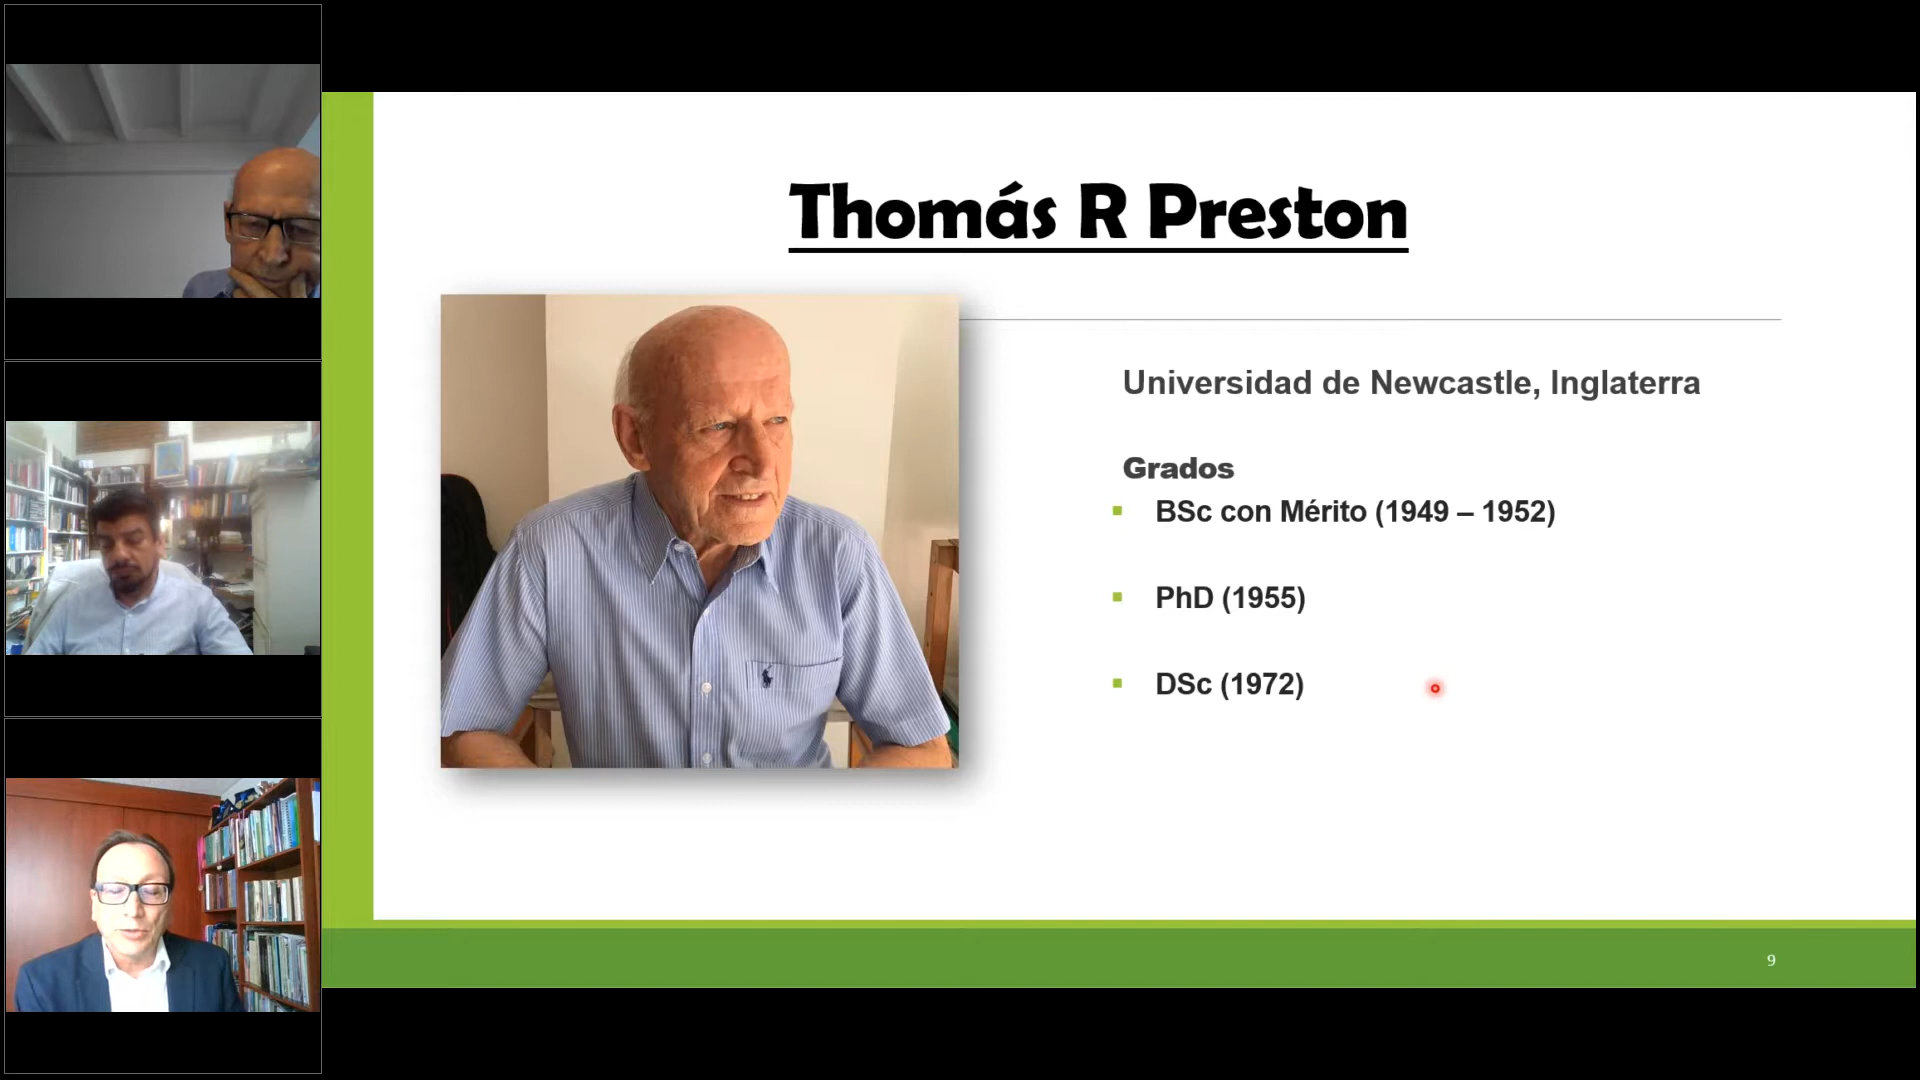 Thomás R Preston
Universidad de Newcastle, Inglaterra
Grados
BSc con Mérito (1949 – 1952)
PhD (1955)
DSc (1972)
9